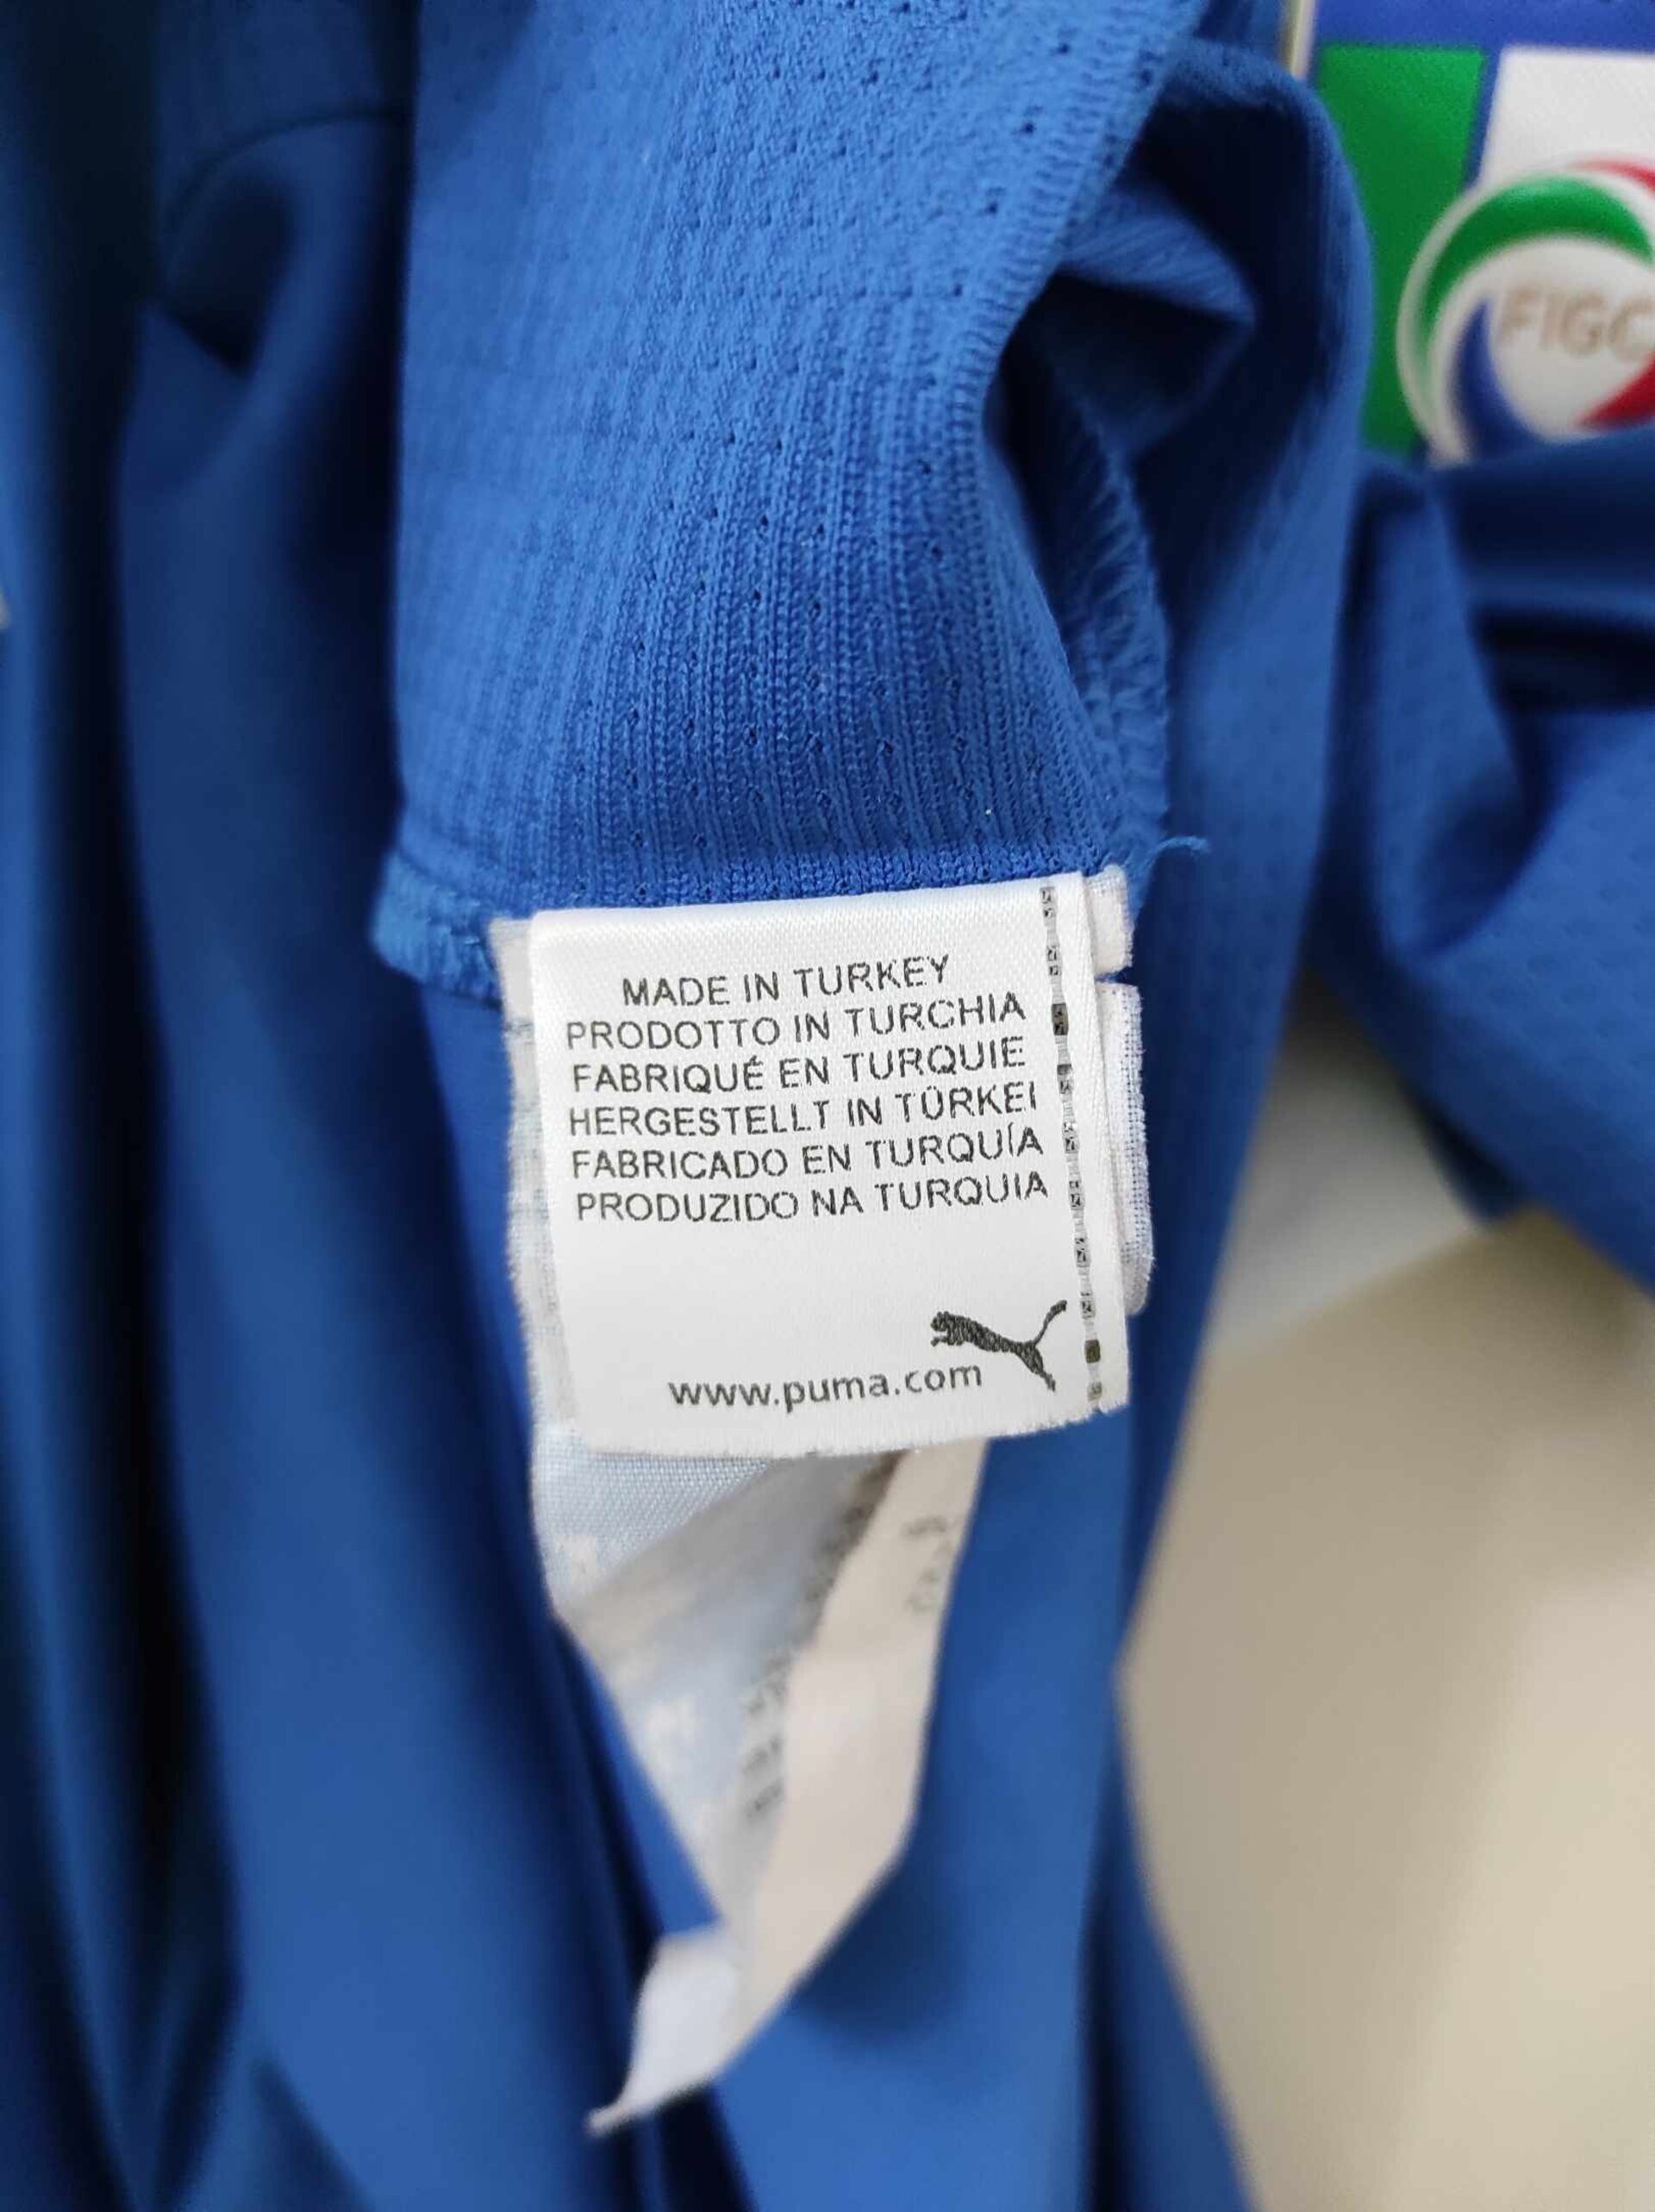 FIGC
MADE IN TURKEY
PRODOTTO IN TURCHIA
FABRIQUÉ EN TURQUIE
HERGESTELLT IN TÜRKEI
FABRICADO EN TURQUÍA
PRODUZIDO NA TURQUIA
www.puma.com